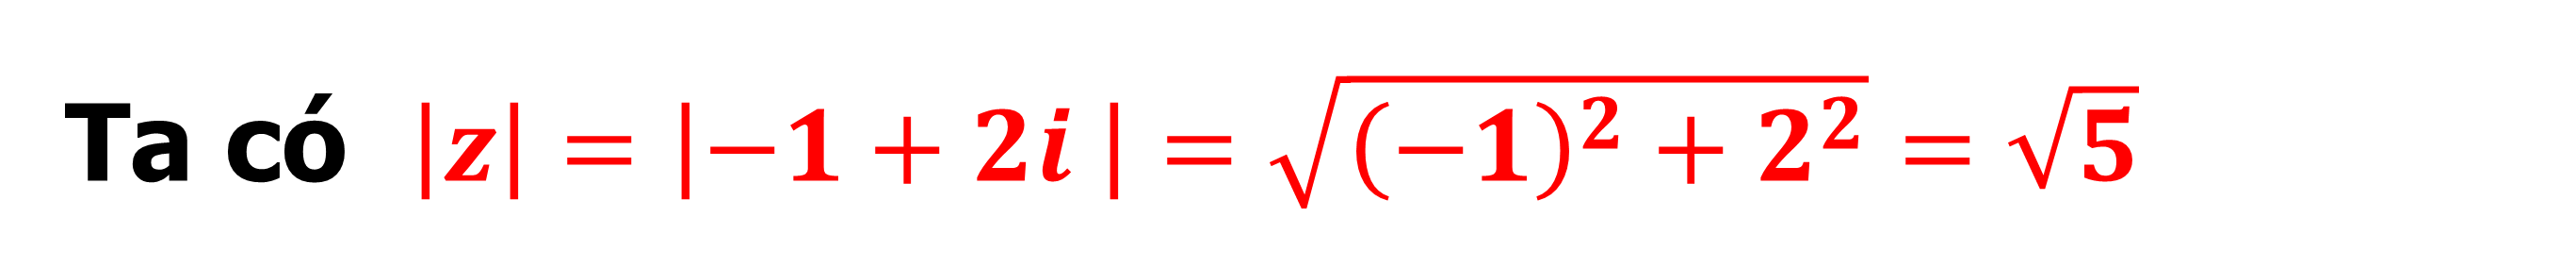 Ta có |z| = |−1 + 2i | = √((−1)² + 2²) = √5